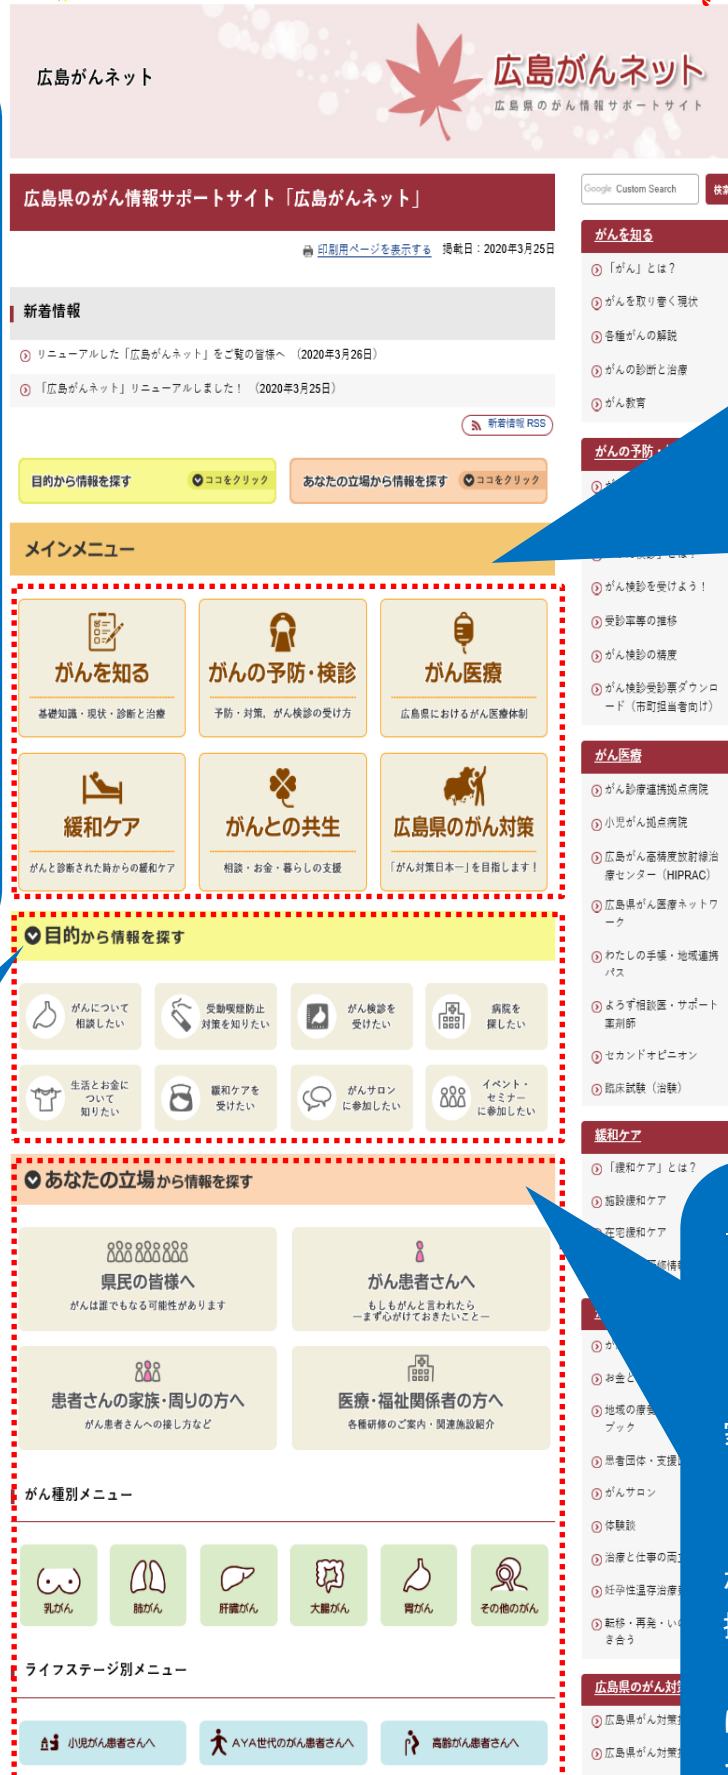 広島がんネット
広島がんネット
広島県のがん情報サポートサイト
広島県のがん情報サポートサイト「広島がんネット」
印刷用ページを表示する 掲載日：2020年3月25日
新着情報
リニューアルした「広島がんネット」をご覧の皆様へ （2020年3月26日）
「広島がんネット」リニューアルしました！ （2020年3月25日）
新着情報 RSS
目的から情報を探す ココをクリック
あなたの立場から情報を探す ココをクリック
メインメニュー
がんを知る
基礎知識・現状・診断と治療
がんの予防・検診
予防・対策，がん検診の受け方
がん医療
広島県におけるがん医療体制
緩和ケア
がんと診断された時からの緩和ケア
がんとの共生
相談・お金・暮らしの支援
広島県のがん対策
「がん対策日本一」を目指します！
目的から情報を探す
がんについて
相談したい
受動喫煙防止
対策を知りたい
がん検診を
受けたい
病院を
探したい
生活とお金に
ついて
知りたい
緩和ケアを
受けたい
がんサロン
に参加したい
イベント・
セミナー
に参加したい
あなたの立場から情報を探す
県民の皆様へ
がんは誰でもなる可能性があります
がん患者さんへ
もしもがんと言われたら
―まず心がけておきたいこと―
患者さんの家族・周りの方へ
がん患者さんへの接し方など
医療・福祉関係者の方へ
各種研修のご案内・関連施設紹介
がん種別メニュー
乳がん
肺がん
肝臓がん
大腸がん
胃がん
その他のがん
ライフステージ別メニュー
小児がん患者さんへ
AYA世代のがん患者さんへ
高齢がん患者さんへ
Google Custom Search
検索
がんを知る
「がん」とは？
がんを取り巻く現状
各種がんの解説
がんの診断と治療
がん教育
がんの予防・
がん検診を受けよう！
受診率等の推移
がん検診の精度
がん検診受診票ダウンロ
ード（市町担当者向け）
がん医療
がん診療連携拠点病院
小児がん拠点病院
広島がん高精度放射線治
療センター（HIPRAC）
広島県がん医療ネットワ
ーク
わたしの手帳・地域連携
パス
よろず相談医・サポート
薬剤師
セカンドオピニオン
臨床試験（治験）
緩和ケア
「緩和ケア」とは？
施設緩和ケア
在宅緩和ケア
修情
お金と
地域の療
ブック
患者団体・支援
がんサロン
体験談
治療と仕事の両
妊孕性温存治療
転移・再発・い
き合う
広島県のがん対
広島県がん対策
広島県がん対策